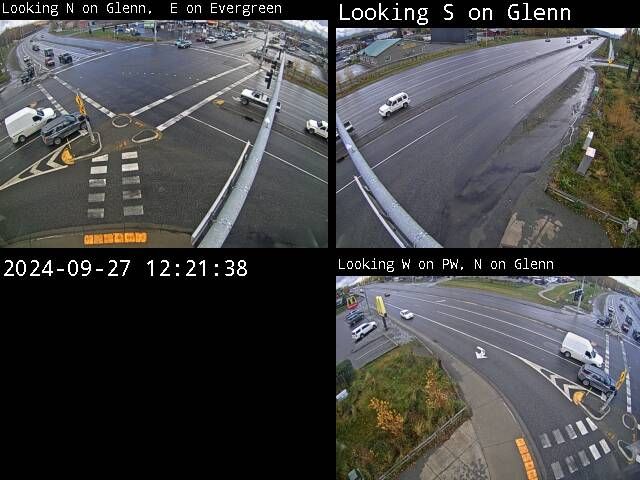 Looking N on Glenn,  E on Evergreen
Looking S on Glenn
2024-09-27 12:21:38
Looking W on PW, N on Glenn